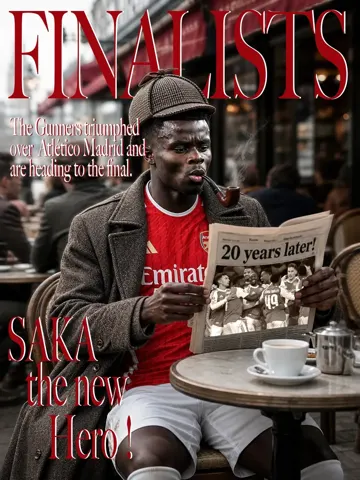 FINALISTS
The Gunners triumphed
over Atlético Madrid and
are heading to the final.
Emirat
20 years later!
SAKA
the new
Hero !